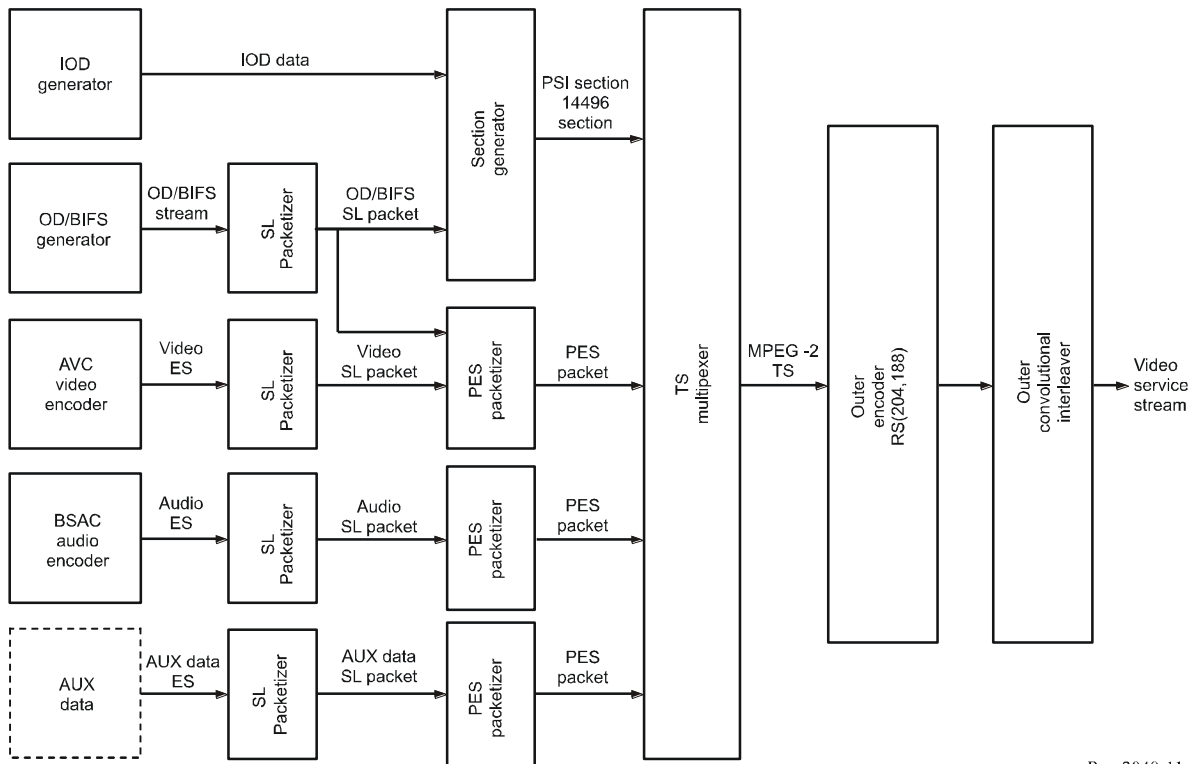 IOD
generator
IOD data
Section
generator
PSI section
14496
section
OD/BIFS
generator
OD/BIFS
stream
SL
Packetizer
OD/BIFS
SL packet
AVC
video
encoder
Video
ES
SL
Packetizer
Video
SL packet
PES
packetizer
PES
packet
TS
multipexer
MPEG -2
TS
Outer
encoder
RS(204,188)
Outer
convolutional
interleaver
Video
service
stream
BSAC
audio
encoder
Audio
ES
SL
Packetizer
Audio
SL packet
PES
packetizer
PES
packet
AUX
data
AUX data
ES
SL
Packetizer
AUX data
SL packet
PES
packetizer
PES
packet